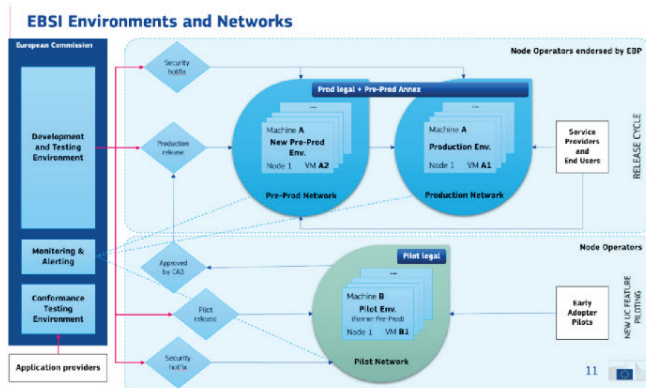 EBSI Environments and Networks
European Commission
Development
and Testing
Environment
Monitoring &
Alerting
Conformance
Testing
Environment
Application providers
Security
hotfix
Production
release
Approved
by CAB
Pilot
release
Security
hotfix
Node Operators endorsed by EBP
Prod legal + Pre-Prod Annex
...
Machine A
New Pre-Prod
Env.
Node 1 VM A2
Pre-Prod Network
...
Machine A
Production Env.
Node 1 VM A1
Production Network
Service
Providers
and
End Users
RELEASE CYCLE
Node Operators
Pilot legal
...
Machine B
Pilot Env.
(Former Pre-Prod)
Node 1 VM B1
Pilot Network
Early
Adopter
Pilots
NEW UC FEATURE
PILOTING
11